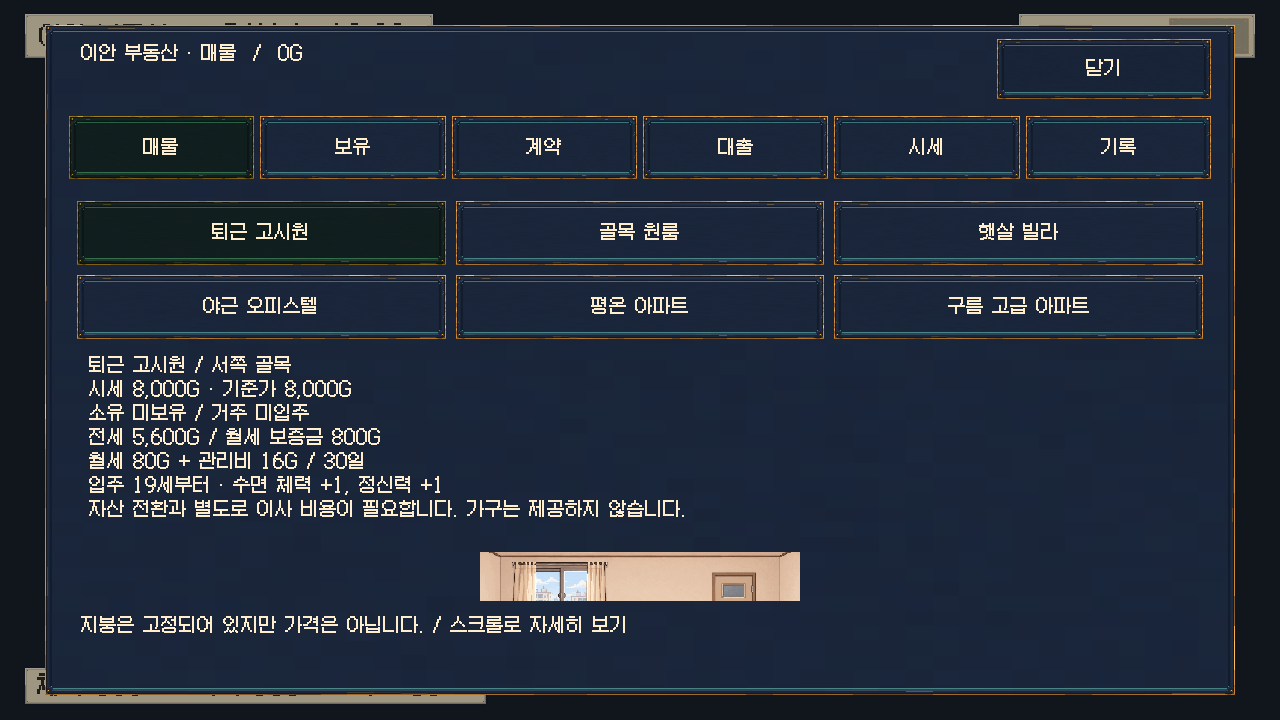 이안 부동산 · 매물 / 0G
닫기
매물
보유
계약
대출
시세
기록
퇴근 고시원
골목 원룸
햇살 빌라
야근 오피스텔
평온 아파트
구름 고급 아파트
퇴근 고시원 / 서쪽 골목
시세 8,000G · 기준가 8,000G
소유 미보유 / 거주 미입주
전세 5,600G / 월세 보증금 800G
월세 80G + 관리비 16G / 30일
입주 19세부터 · 수면 체력 +1, 정신력 +1
자산 전환과 별도로 이사 비용이 필요합니다. 가구는 제공하지 않습니다.
지붕은 고정되어 있지만 가격은 아닙니다. / 스크롤로 자세히 보기